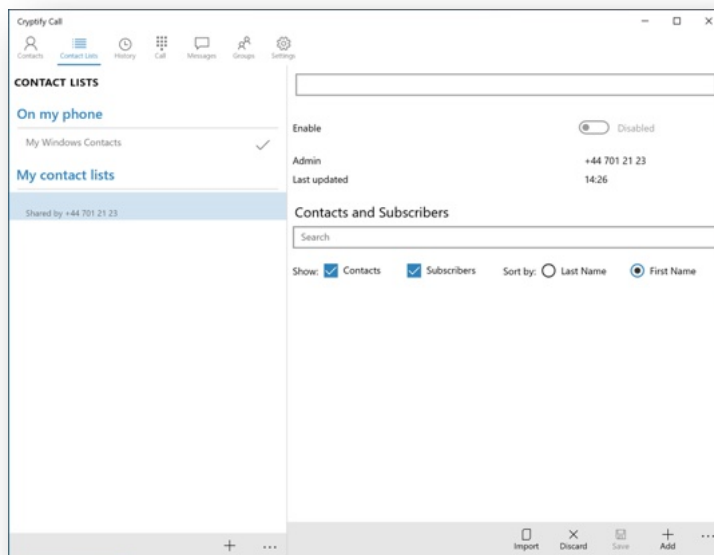 Cryptify Call
Contacts Contact Lists History Call Messages Groups Settings
CONTACT LISTS
On my phone
My Windows Contacts
My contact lists
Shared by +44 701 21 23
Enable Disabled
Admin +44 701 21 23
Last updated 14:26
Contacts and Subscribers
Search
Show: Contacts Subscribers Sort by: Last Name First Name
Import Discard Save Add